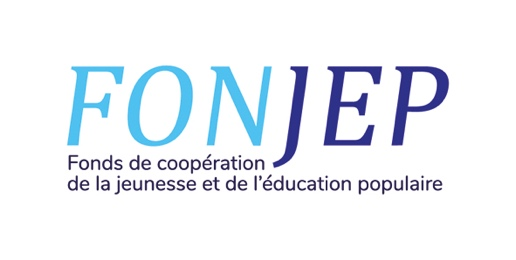 FONJEP
Fonds de coopération
de la jeunesse et de l'éducation populaire